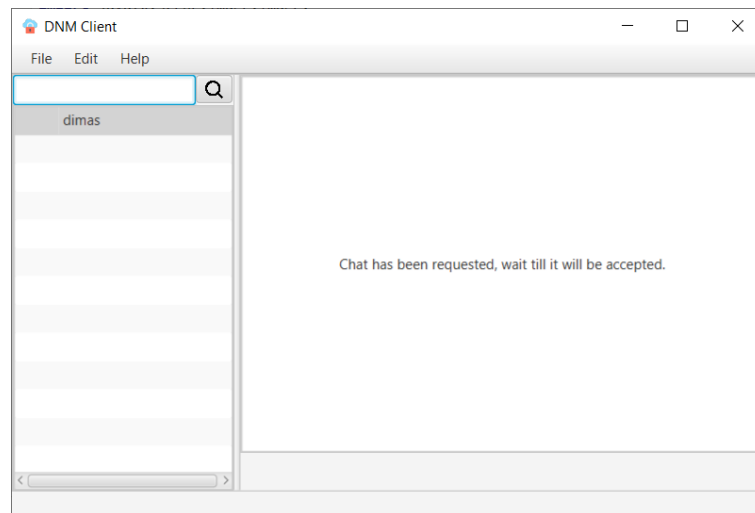 DNM Client
File Edit Help
dimas
Chat has been requested, wait till it will be accepted.